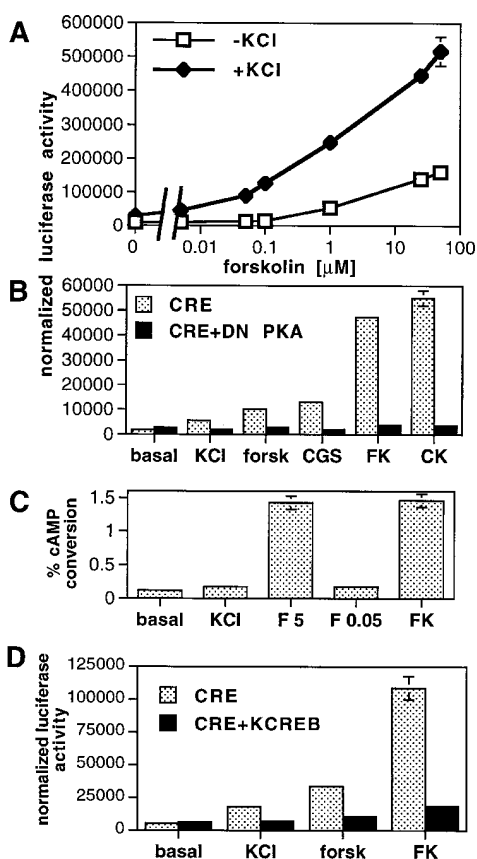 A
600000
500000
400000
300000
200000
100000
0
-KCl
+KCl
0 0.01 0.1 1 10 100
forskolin [µM]
normalized luciferase activity
B
60000
50000
40000
30000
20000
10000
0
CRE
CRE+DN PKA
basal KCl forsk CGS FK CK
C
% cAMP
conversion
1.5
1
0.5
0
basal KCl F 5 F 0.05 FK
D
normalized luciferase
activity
125000
100000
75000
50000
25000
0
CRE
CRE+KCREB
basal KCl forsk FK